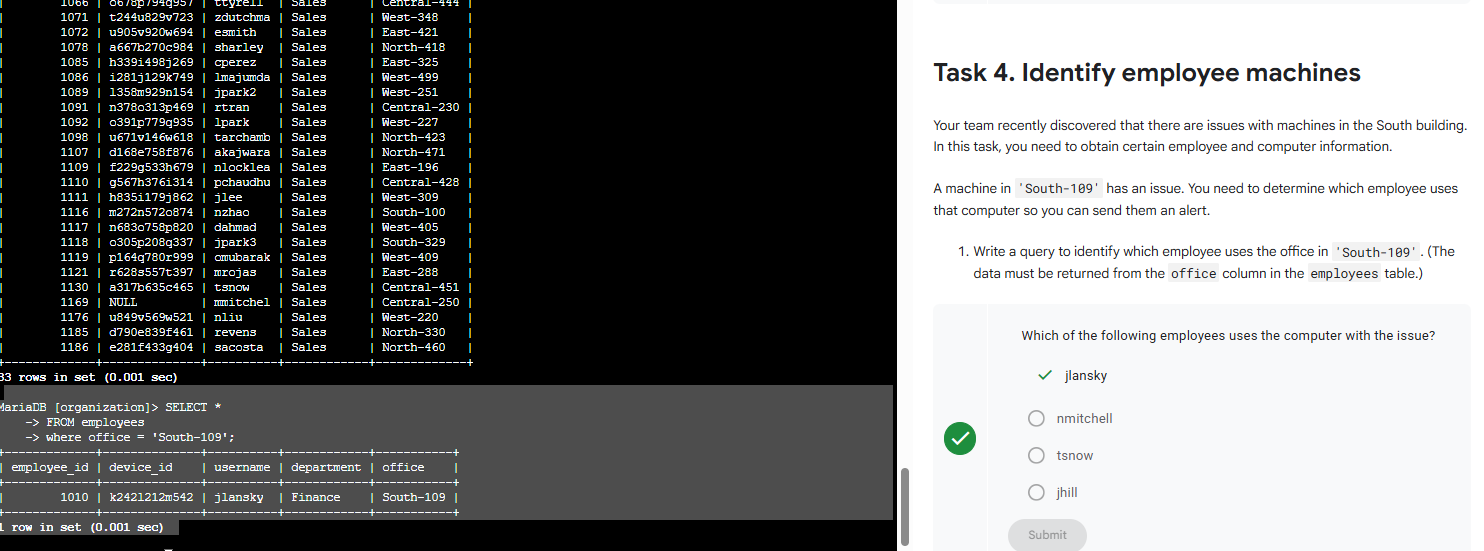 1066 | o678p794q957 | ttyrell | Sales | Central-444 |
| 1071 | t244u829v723 | zdutchma | Sales | West-348 |
| 1072 | u905v920w694 | esmith | Sales | East-421 |
| 1078 | a667b270c984 | sharley | Sales | North-418 |
| 1085 | h339i498j269 | cperez | Sales | East-325 |
| 1086 | i281j129k749 | lmajumda | Sales | West-499 |
| 1089 | l358m929n154 | jpark2 | Sales | West-251 |
| 1091 | n378o313p469 | rtran | Sales | Central-230 |
| 1092 | o391p779q935 | lpark | Sales | West-227 |
| 1098 | u671v146w618 | tarchamb | Sales | North-423 |
| 1107 | d168e758f876 | akajwara | Sales | North-471 |
| 1109 | f229g533h679 | nlocklea | Sales | East-196 |
| 1110 | g567h376i314 | pchaudhu | Sales | Central-428 |
| 1111 | h835i179j862 | jlee | Sales | West-309 |
| 1116 | m272n572o874 | nzhao | Sales | South-100 |
| 1117 | n683o758p820 | dahmad | Sales | West-405 |
| 1118 | o305p208q337 | jpark3 | Sales | South-329 |
| 1119 | p164q780r999 | omubarak | Sales | West-409 |
| 1121 | r628s557t397 | mrojas | Sales | East-288 |
| 1130 | a317b635c465 | tsnow | Sales | Central-451 |
| 1169 | NULL | mmitchel | Sales | Central-250 |
| 1176 | u849v569w521 | nliu | Sales | West-220 |
| 1185 | d790e839f461 | revens | Sales | North-330 |
| 1186 | e281f433g404 | sacosta | Sales | North-460 |
33 rows in set (0.001 sec)
MariaDB [organization]> SELECT *
-> FROM employees
-> where office = 'South-109';
| employee_id | device_id | username | department | office |
| 1010 | k242l212m542 | jlansky | Finance | South-109 |
1 row in set (0.001 sec)
Task 4. Identify employee machines
Your team recently discovered that there are issues with machines in the South building.
In this task, you need to obtain certain employee and computer information.
A machine in 'South-109' has an issue. You need to determine which employee uses
that computer so you can send them an alert.
1. Write a query to identify which employee uses the office in 'South-109'. (The
data must be returned from the office column in the employees table.)
Which of the following employees uses the computer with the issue?
jlansky
nmitchell
tsnow
jhill
Submit